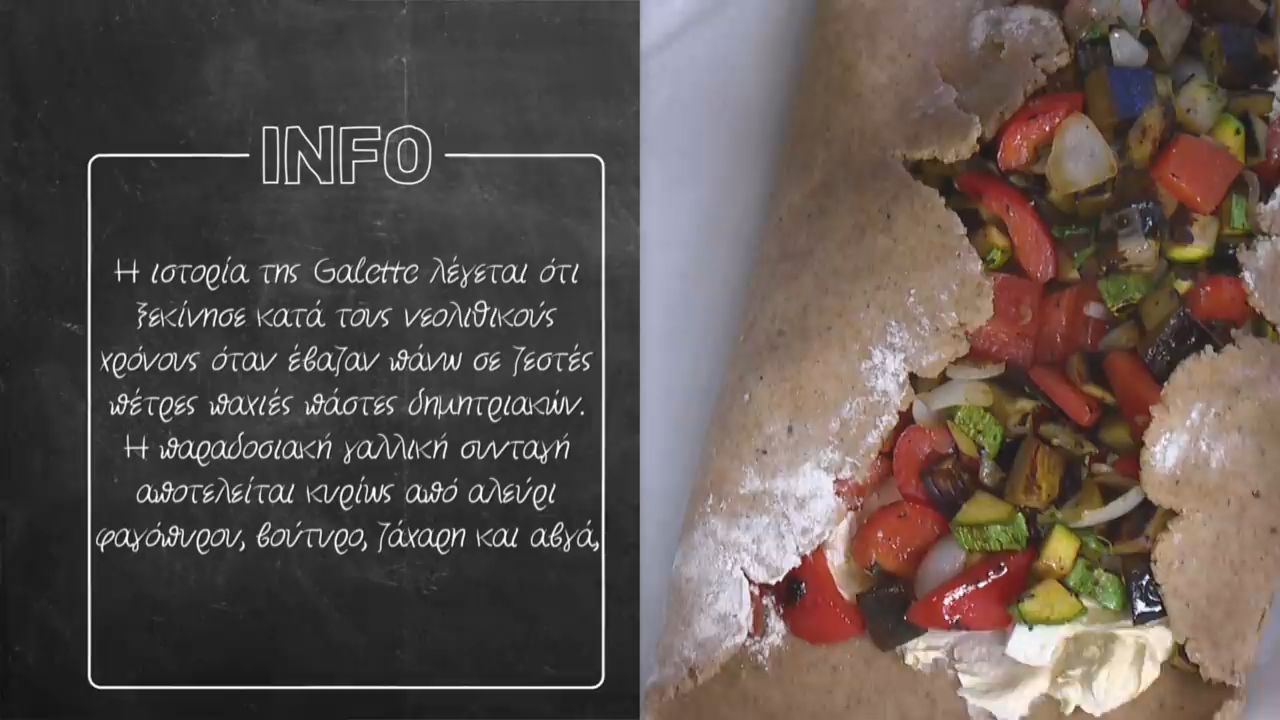 INFO
Η ιστορία της Galette λέγεται ότι
ξεκίνησε κατά τους νεολιθικούς
χρόνους όταν έβαζαν πάνω σε ζεστές
πέτρες παχιές πάστες δημητριακών.
Η παραδοσιακή γαλλική συνταγή
αποτελείται κυρίως από αλεύρι
φαγόπυρου, βούτυρο, ζάχαρη και αβγά,